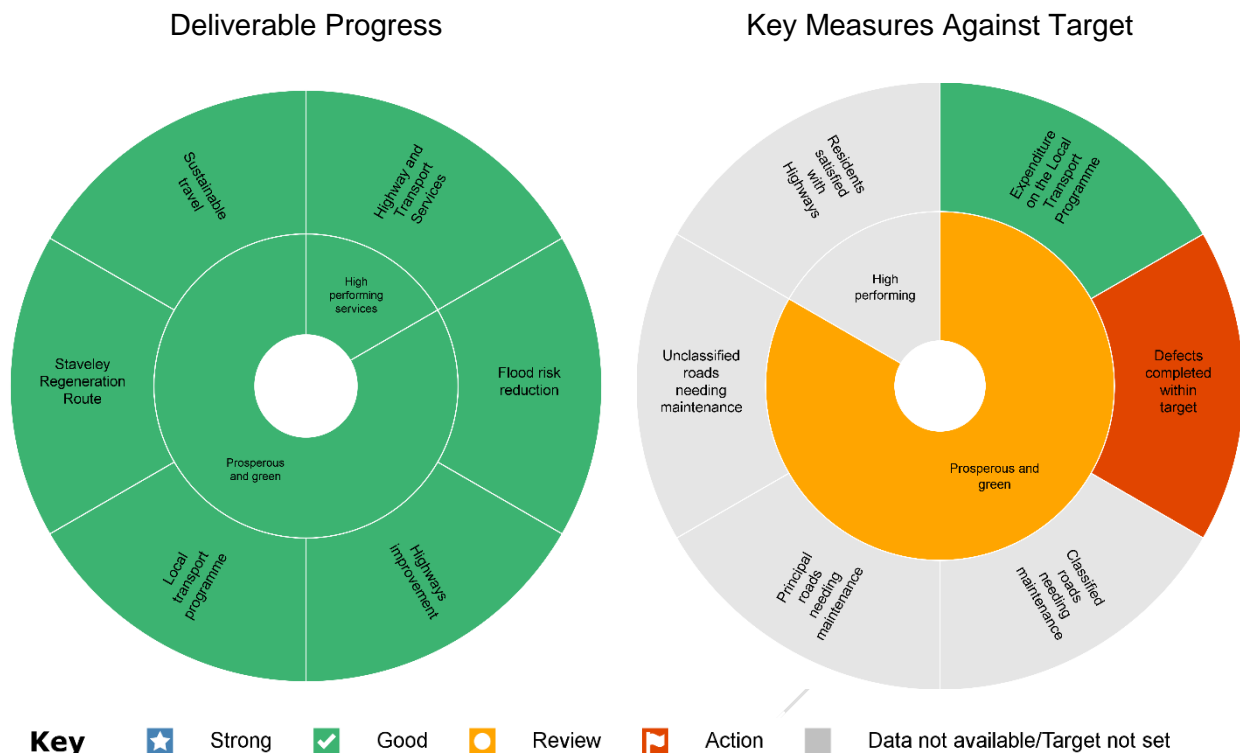 Deliverable Progress
Key Measures Against Target
Sustainable
travel
Highway and
Transport
Services
High
performing
services
Staveley
Regeneration
Route
Flood risk
reduction
Prosperous
and green
Local
transport
programme
Highways
improvement
Residents
satisfied
with
Highways
Expenditure
on the Local
Transport
Programme
High
performing
Unclassified
roads
needing
maintenance
Defects
completed
within
target
Prosperous and
green
Principal
roads
needing
maintenance
Classified
roads
needing
maintenance
Key Strong Good Review Action Data not available/Target not set